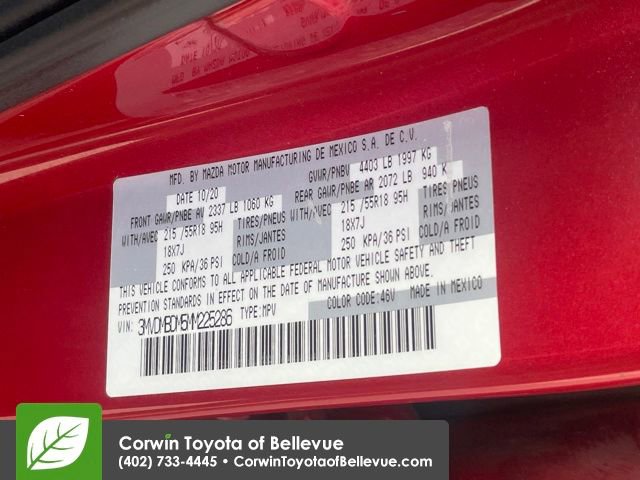 MFD. BY MAZDA MOTOR MANUFACTURING DE MEXICO S.A. DE C.V.
DATE 10/20 GVWR/PNBV 4403 LB 1997 KG
FRONT GAWR/PNBE AV 2337 LB 1060 KG REAR GAWR/PNBE AR 2072 LB 940 K
WITH/AVEC 215 /55R18 95H TIRES/PNEUS WITH/AVEC 215 /55R18 95H TIRES/PNEUS
18X7J RIMS/JANTES 18X7J RIMS/JANTES
250 KPA/36 PSI COLD/A FROID 250 KPA/36 PSI COLD/A FROID
THIS VEHICLE CONFORMS TO ALL APPLICABLE FEDERAL MOTOR VEHICLE SAFETY AND THEFT
PREVENTION STANDARDS IN EFFECT ON THE DATE OF MANUFACTURE SHOWN ABOVE.
VIN: 3MVDMBDM5MM225286 TYPE:MPV COLOR CODE:46V MADE IN MEXICO
Corwin Toyota of Bellevue
(402) 733-4445 • CorwinToyotaofBellevue.com